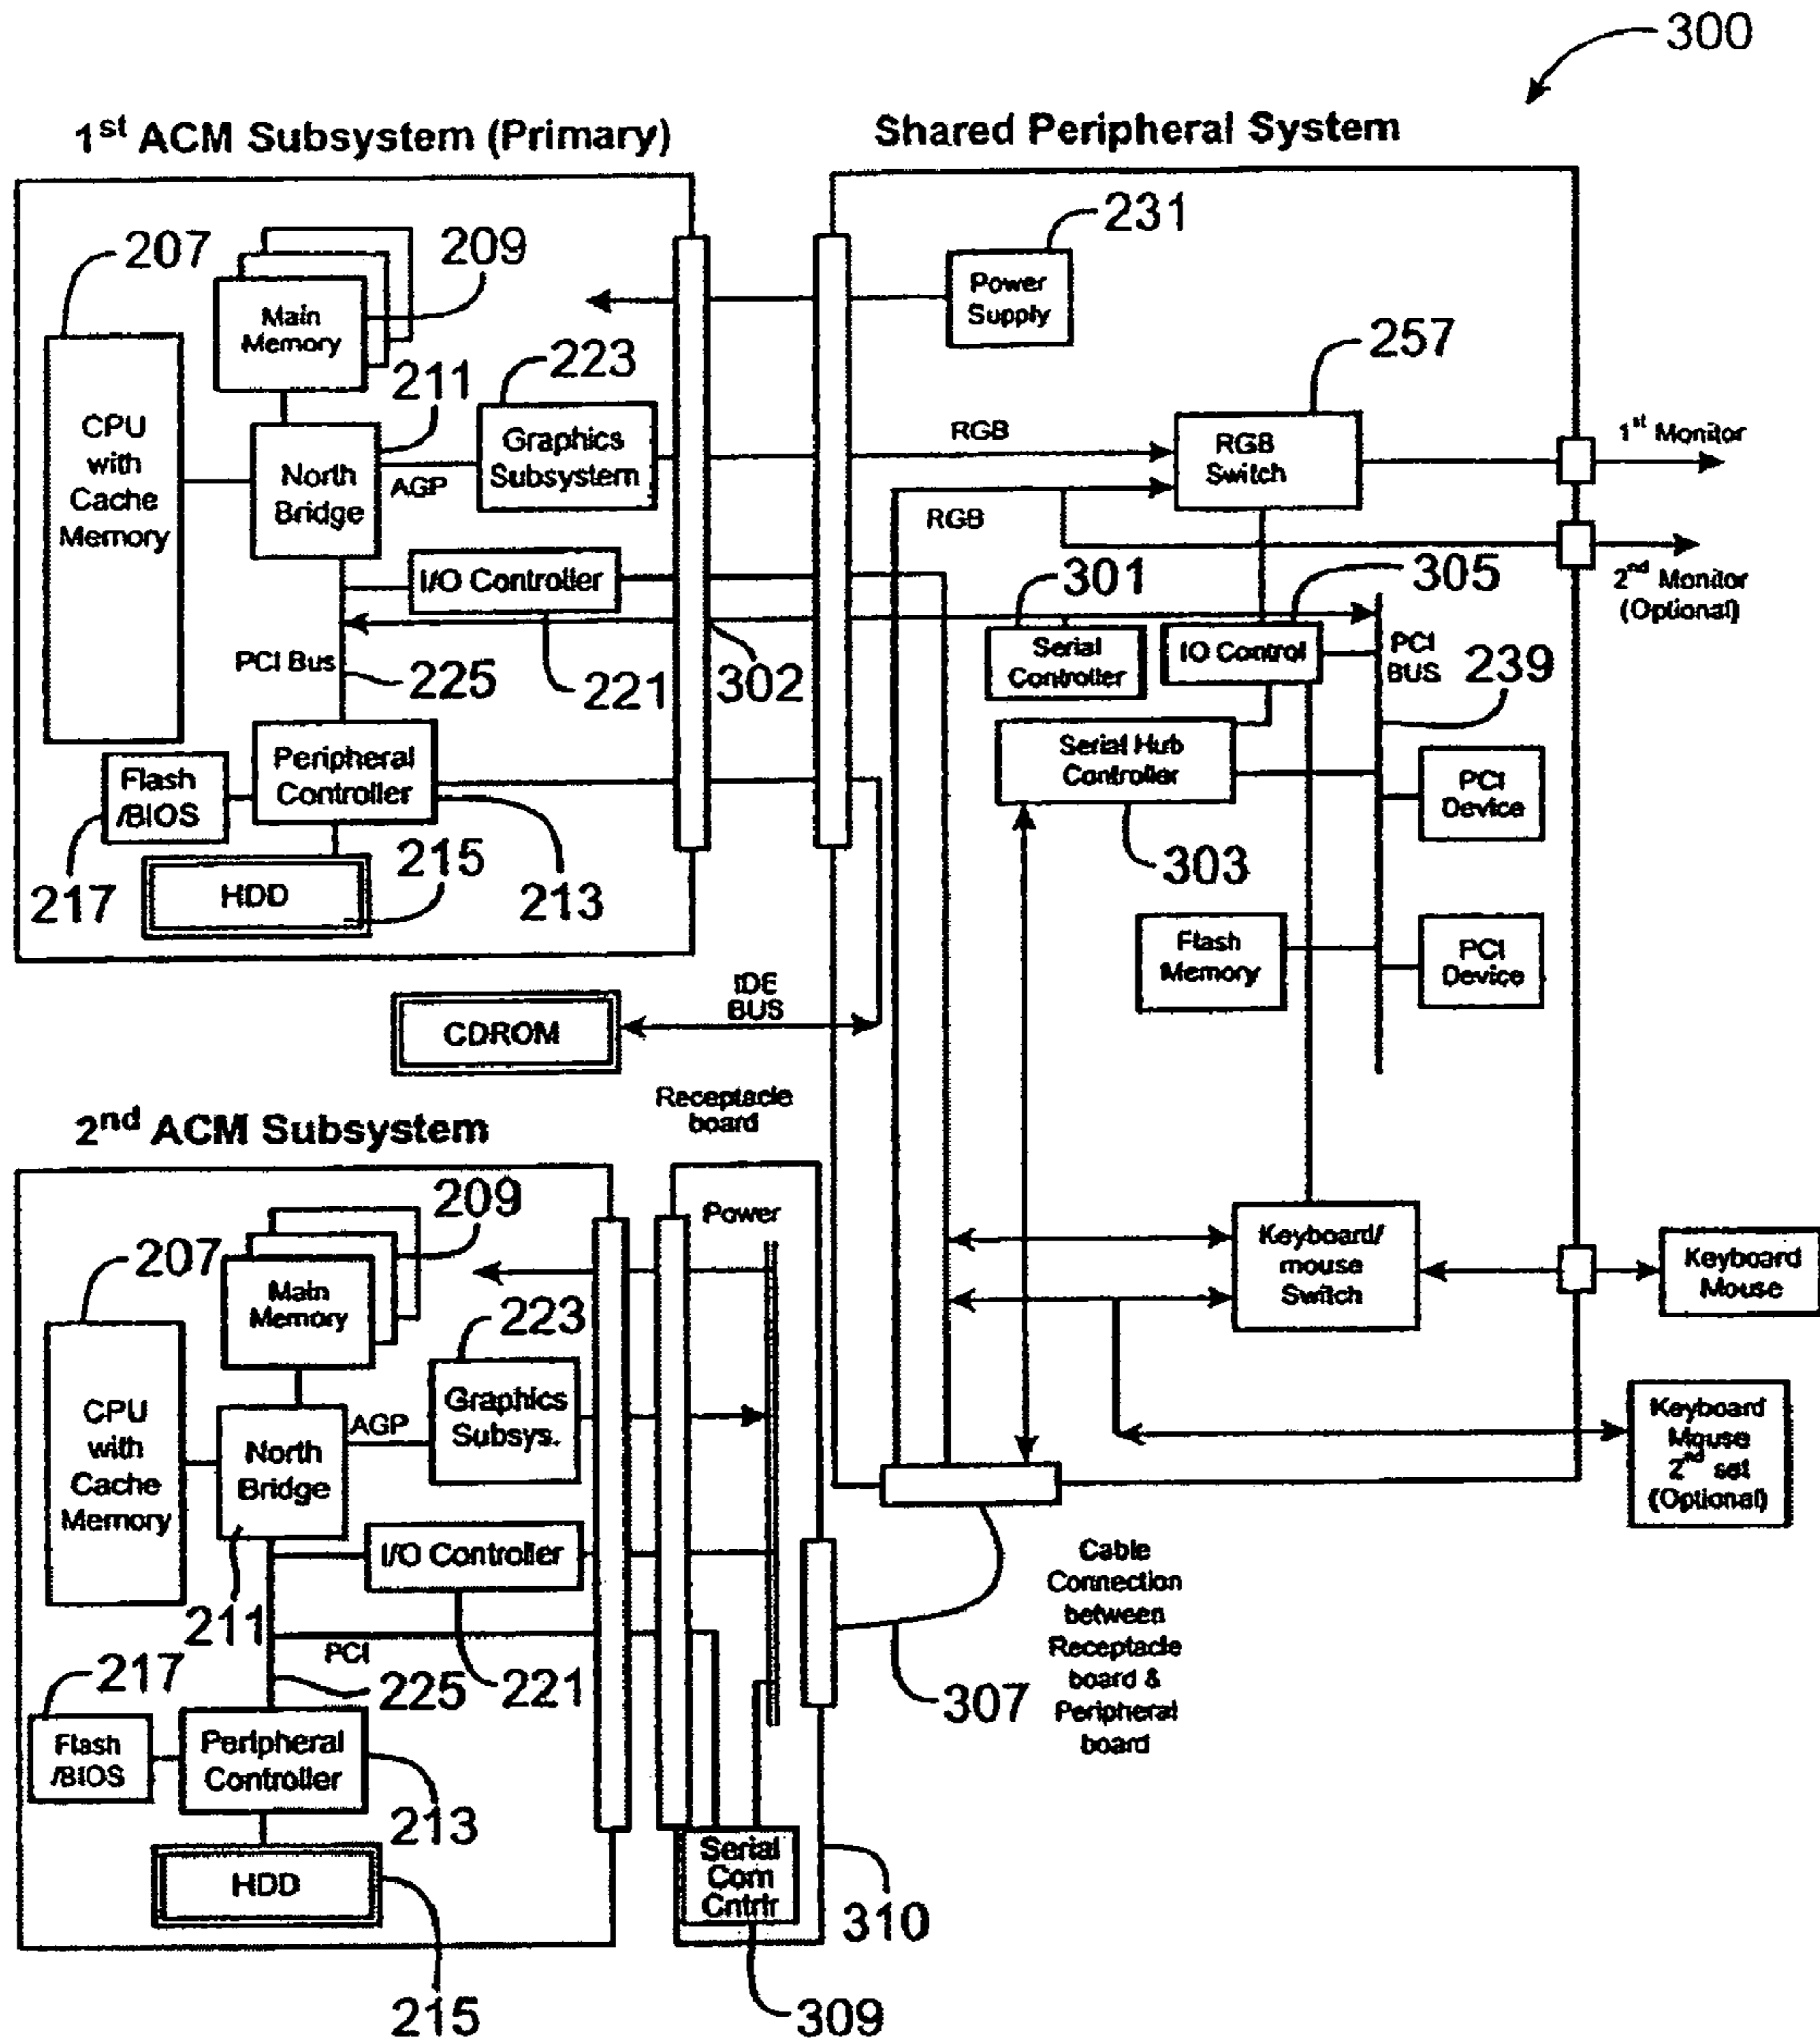 300
1st ACM Subsystem (Primary)
Shared Peripheral System
207
209
231
Main
Memory
Power
Supply
211
223
257
CPU
with
Cache
Memory
North
Bridge
AGP
Graphics
Subsystem
RGB
RGB
RGB
Switch
1st Monitor
2nd Monitor
(Optional)
I/O Controller
301
305
PCI Bus
225
221
302
Serial
Controller
IO Control
PCI
BUS
239
Flash
/BIOS
Peripheral
Controller
Serial Hub
Controller
PCI
Device
217
HDD
215
213
303
Flash
Memory
PCI
Device
CDROM
IDE
BUS
Receptacle
board
2nd ACM Subsystem
207
209
Main
Memory
Power
Keyboard/
mouse
Switch
Keyboard
Mouse
223
CPU
with
Cache
Memory
North
Bridge
AGP
Graphics
Subsys.
Keyboard
Mouse
2nd set
(Optional)
I/O Controller
211
PCI
217
225
221
307
Cable
Connection
between
Receptacle
board &
Peripheral
board
Flash
/BIOS
Peripheral
Controller
213
HDD
215
Serial
Com
Cntrlr
310
309